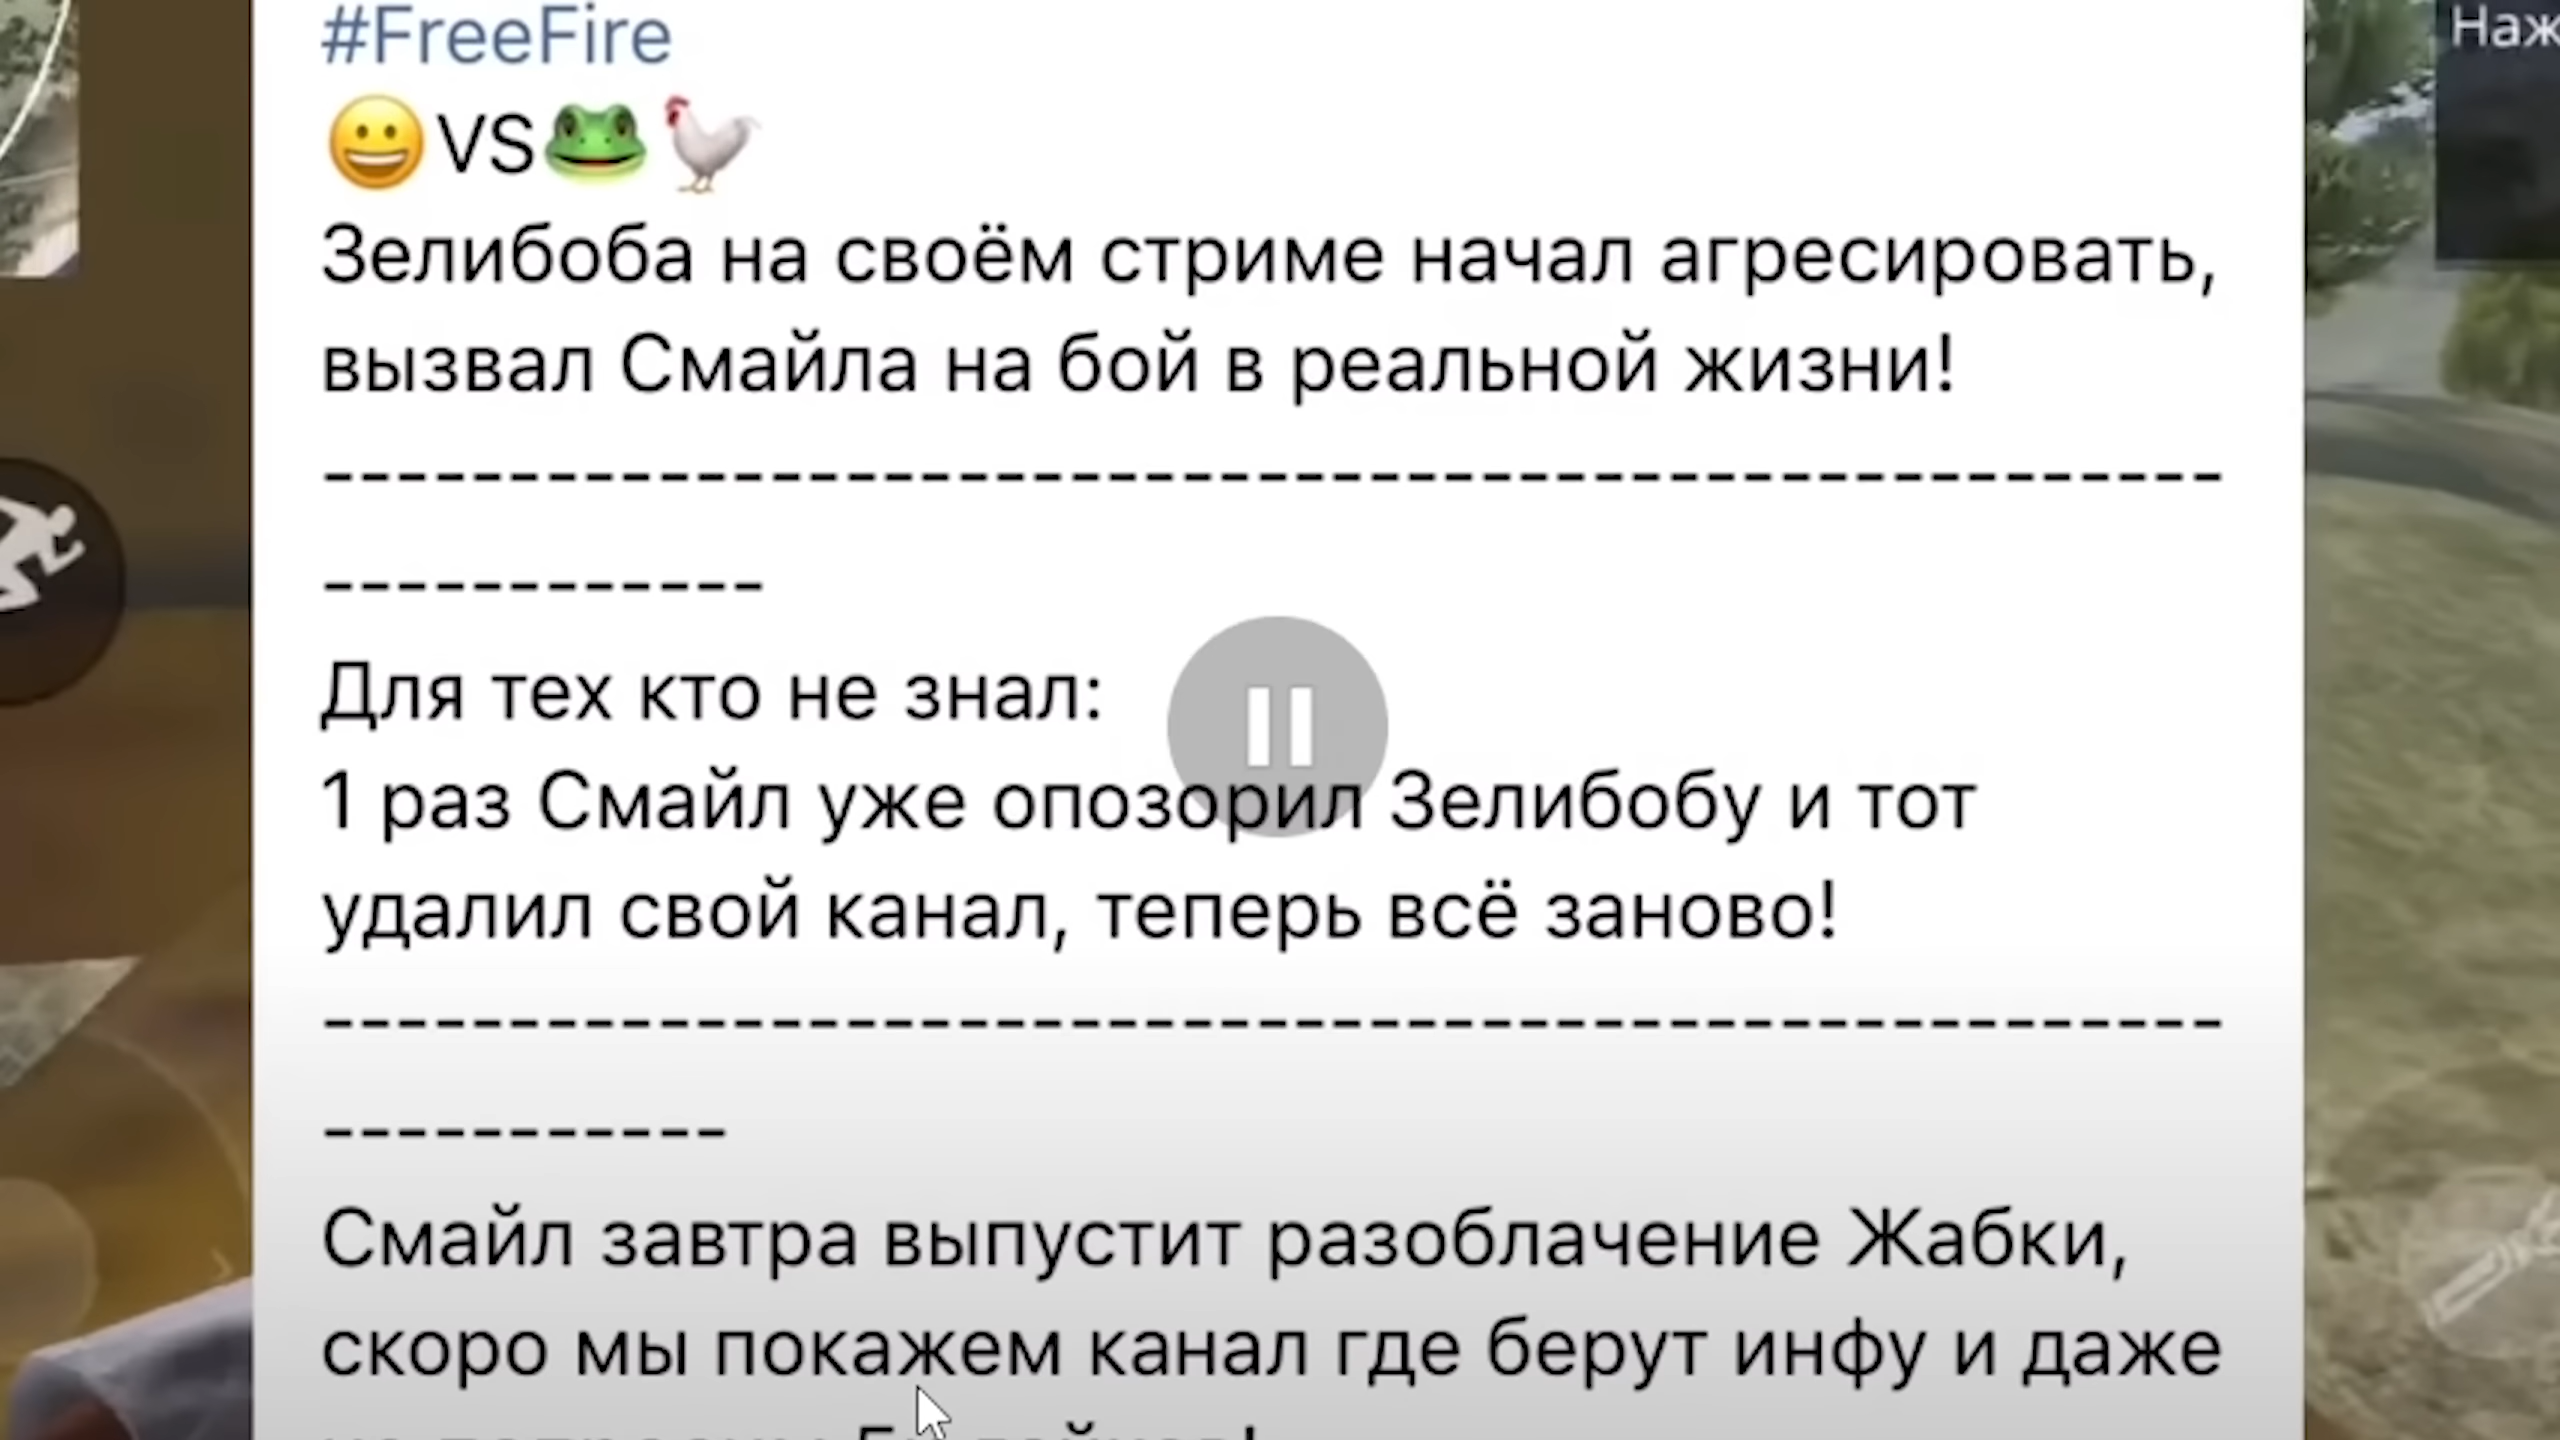 #FreeFire
Наж
😀VS🐸🐓
Зелибоба на своём стриме начал агресировать,
вызвал Смайла на бой в реальной жизни!
---------------------------------------------------
------------
Для тех кто не знал:
1 раз Смайл уже опозорил Зелибобу и тот
удалил свой канал, теперь всё заново!
---------------------------------------------------
-----------
Смайл завтра выпустит разоблачение Жабки,
скоро мы покажем канал где берут инфу и даже